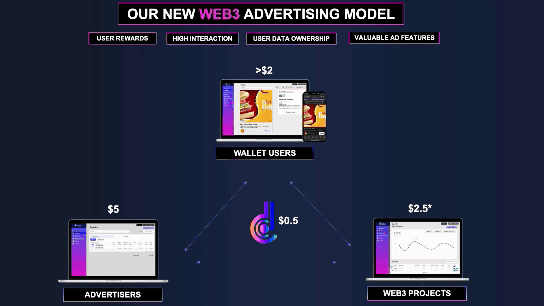 OUR NEW WEB3 ADVERTISING MODEL
USER REWARDS
HIGH INTERACTION
USER DATA OWNERSHIP
VALUABLE AD FEATURES
>$2
WALLET USERS
$5
$0.5
$2.5*
ADVERTISERS
WEB3 PROJECTS